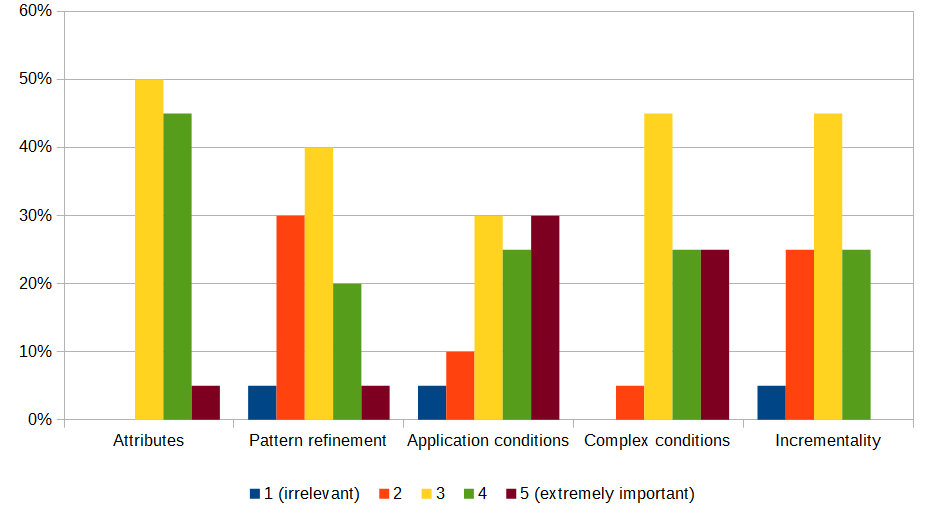 60%
50%
40%
30%
20%
10%
0%
Attributes
Pattern refinement
Application conditions
Complex conditions
Incrementality
1 (irrelevant) 2 3 4 5 (extremely important)